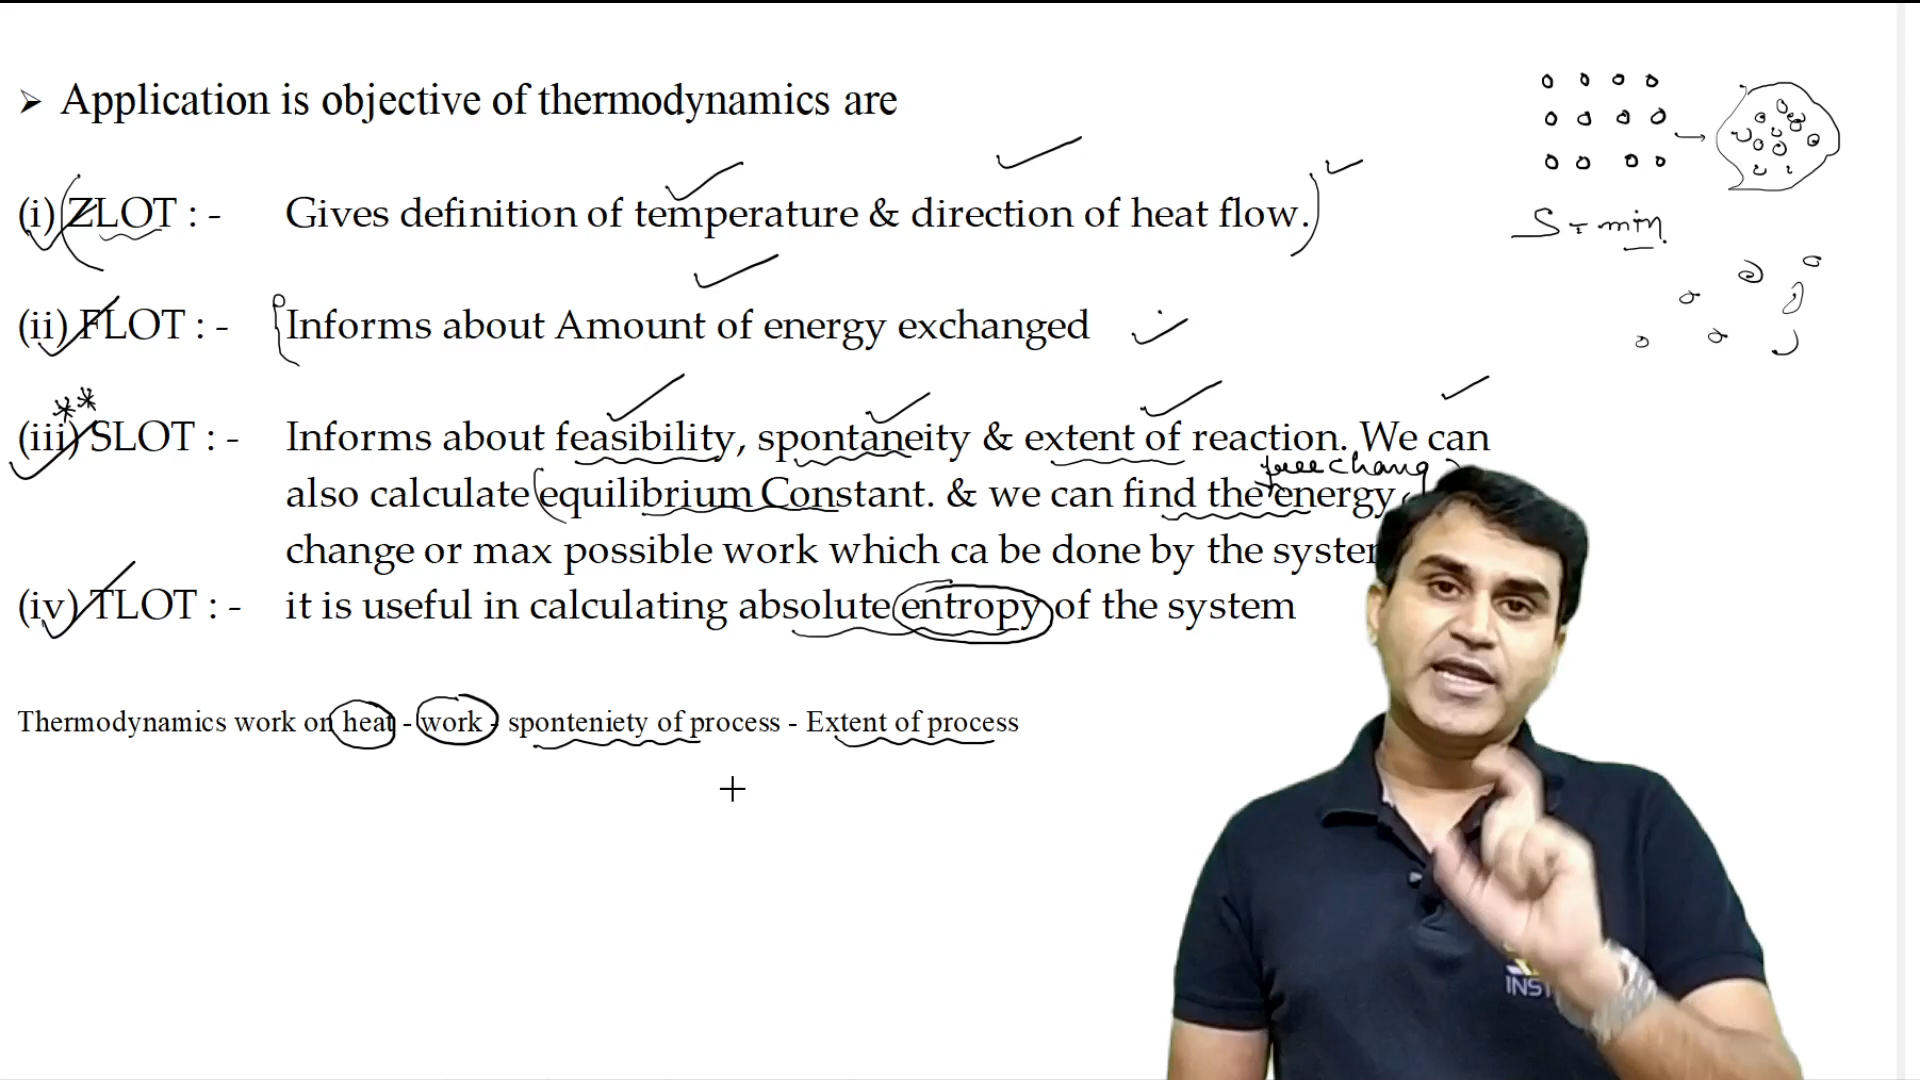 ➤ Application is objective of thermodynamics are
(i) ZLOT : - Gives definition of temperature & direction of heat flow.
S = min.
(ii) FLOT : - Informs about Amount of energy exchanged
(iii) SLOT : - Informs about feasibility, spontaneity & extent of reaction. We can
free chang
also calculate equilibrium Constant. & we can find the energy
change or max possible work which ca be done by the system
(iv) TLOT : - it is useful in calculating absolute entropy of the system
Thermodynamics work on heat - work - sponteniety of process - Extent of process
INST